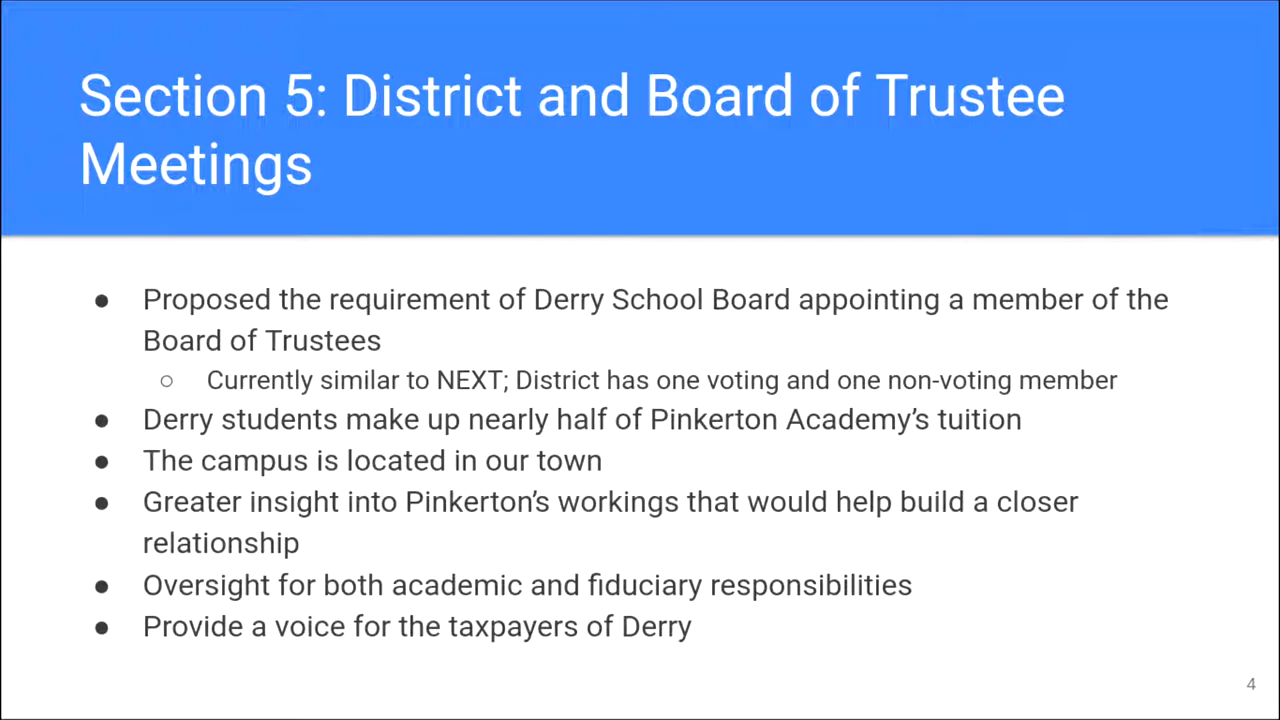 Section 5: District and Board of Trustee
Meetings
● Proposed the requirement of Derry School Board appointing a member of the
Board of Trustees
○ Currently similar to NEXT; District has one voting and one non-voting member
● Derry students make up nearly half of Pinkerton Academy’s tuition
● The campus is located in our town
● Greater insight into Pinkerton’s workings that would help build a closer
relationship
● Oversight for both academic and fiduciary responsibilities
● Provide a voice for the taxpayers of Derry
4